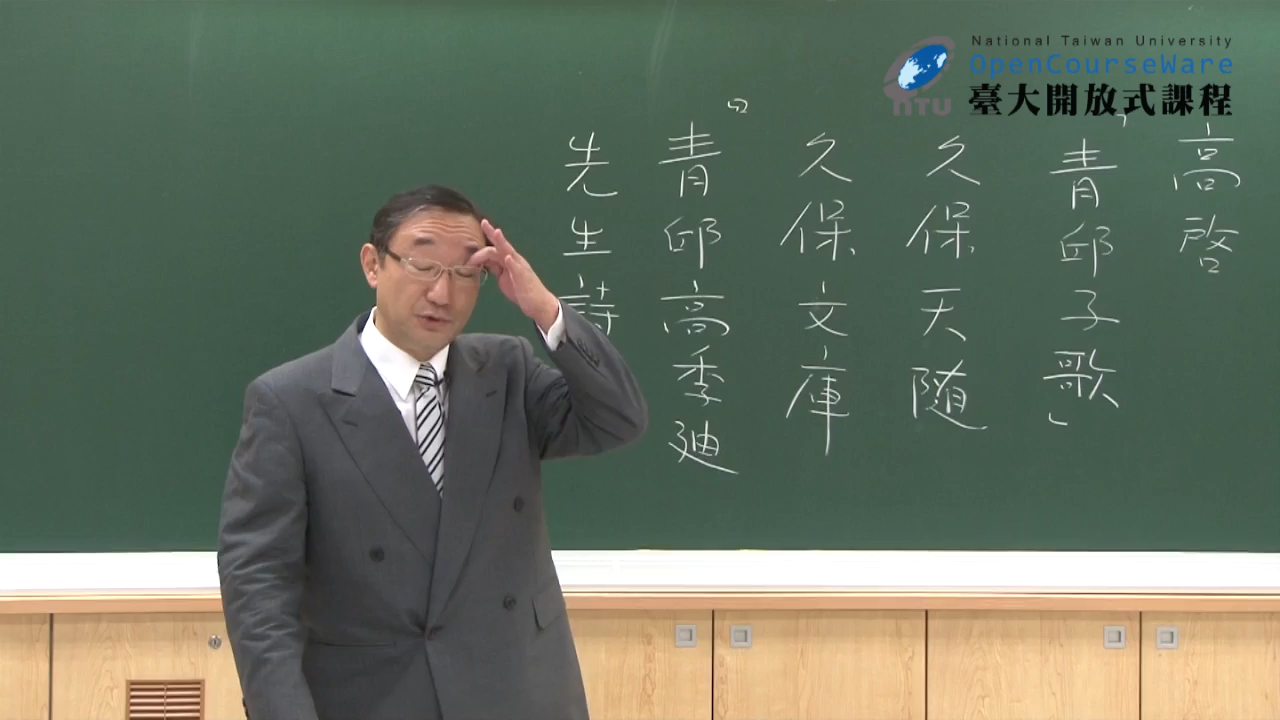 National Taiwan University
OpenCourseWare
臺大開放式課程
NTU
高啓
「青邱子歌」
久保天随
久保文庫
『青邱高季迪
先生詩